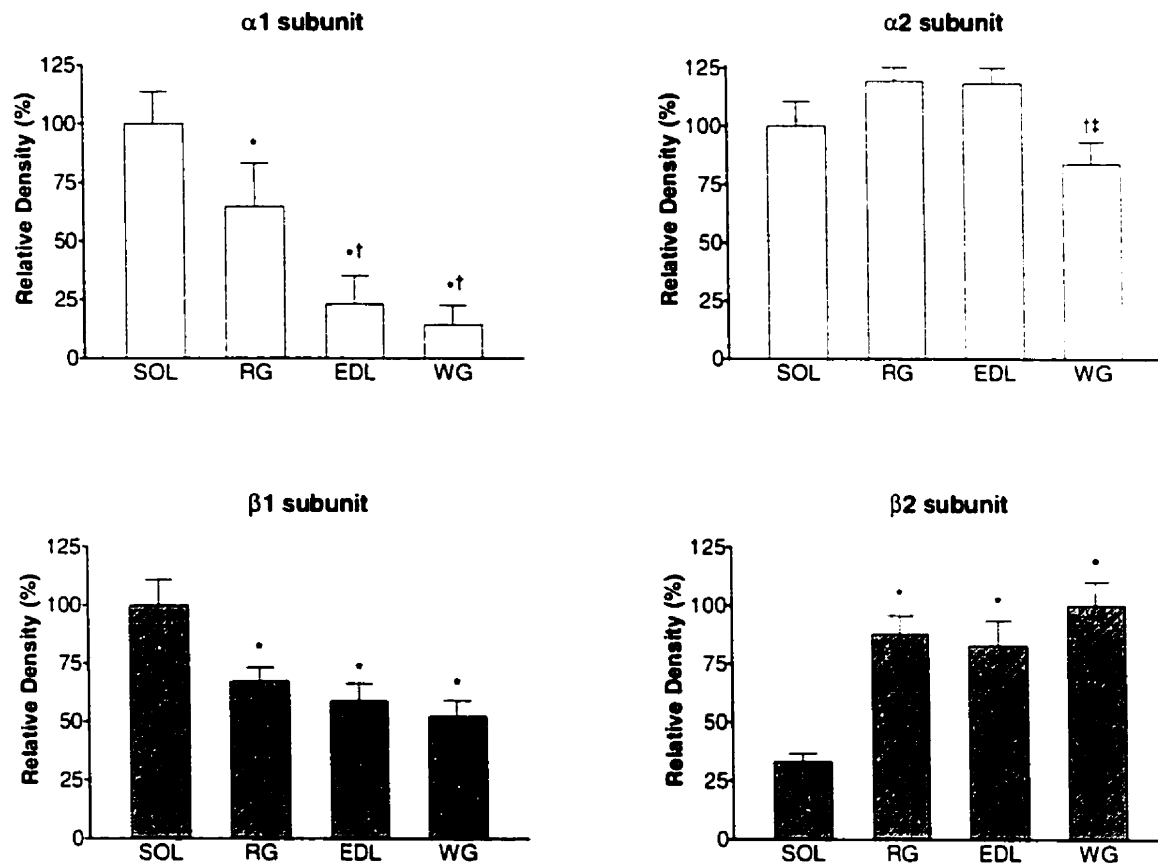 α1 subunit
Relative Density (%)
125
100
75
50
25
0
*
*†
*†
SOL RG EDL WG
α2 subunit
Relative Density (%)
125
100
75
50
25
0
†‡
SOL RG EDL WG
β1 subunit
Relative Density (%)
125
100
75
50
25
0
*
*
*
SOL RG EDL WG
β2 subunit
Relative Density (%)
125
100
75
50
25
0
*
*
*
SOL RG EDL WG